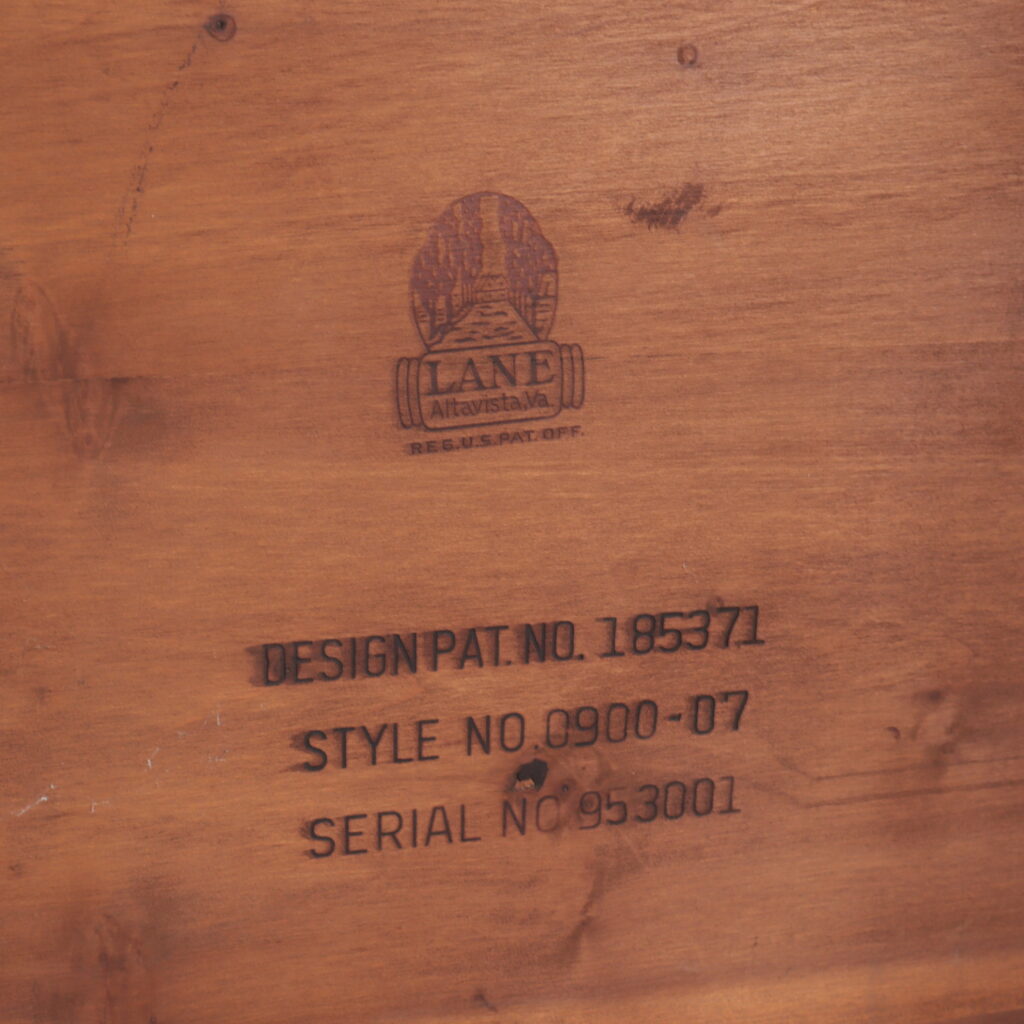 LANE
Altavista, Va.
REG. U.S. PAT. OFF.
DESIGN PAT. NO. 185371
STYLE NO. 0900-07
SERIAL NO. 953001